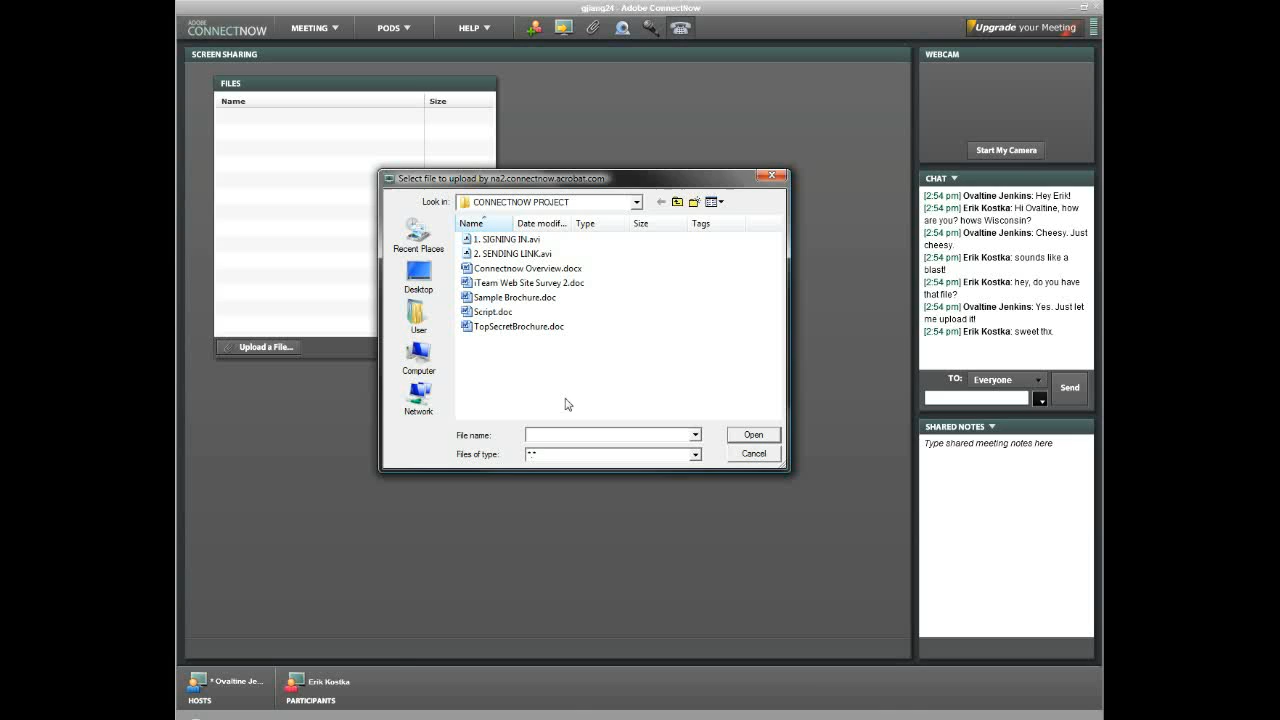 gjiang24 - Adobe ConnectNow
ADOBE
CONNECTNOW
MEETING
PODS
HELP
Upgrade your Meeting
SCREEN SHARING
FILES
Name Size
Upload a File...
Select file to upload by na2.connectnow.acrobat.com
Look in: CONNECTNOW PROJECT
Name Date modif... Type Size Tags
Recent Places
Desktop
User
Computer
Network
1. SIGNING IN.avi
2. SENDING LINK.avi
Connectnow Overview.docx
iTeam Web Site Survey 2.doc
Sample Brochure.doc
Script.doc
TopSecretBrochure.doc
File name:
Open
Files of type: *.*
Cancel
WEBCAM
Start My Camera
CHAT
[2:54 pm] Ovaltine Jenkins: Hey Erik!
[2:54 pm] Erik Kostka: Hi Ovaltine, how
are you? hows Wisconsin?
[2:54 pm] Ovaltine Jenkins: Cheesy. Just
cheesy.
[2:54 pm] Erik Kostka: sounds like a
blast!
[2:54 pm] Erik Kostka: hey, do you have
that file?
[2:54 pm] Ovaltine Jenkins: Yes. Just let
me upload it!
[2:54 pm] Erik Kostka: sweet thx.
TO: Everyone
Send
SHARED NOTES
Type shared meeting notes here
* Ovaltine Je...
HOSTS
Erik Kostka
PARTICIPANTS